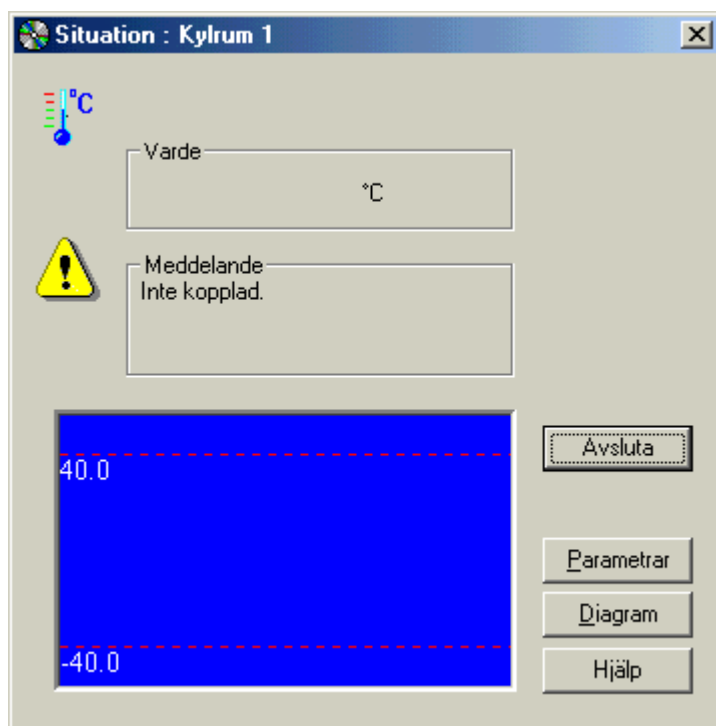 Situation : Kylrum 1
°C
Varde
°C
Meddelande
Inte kopplad.
40.0
-40.0
Avsluta
Parametrar
Diagram
Hjälp